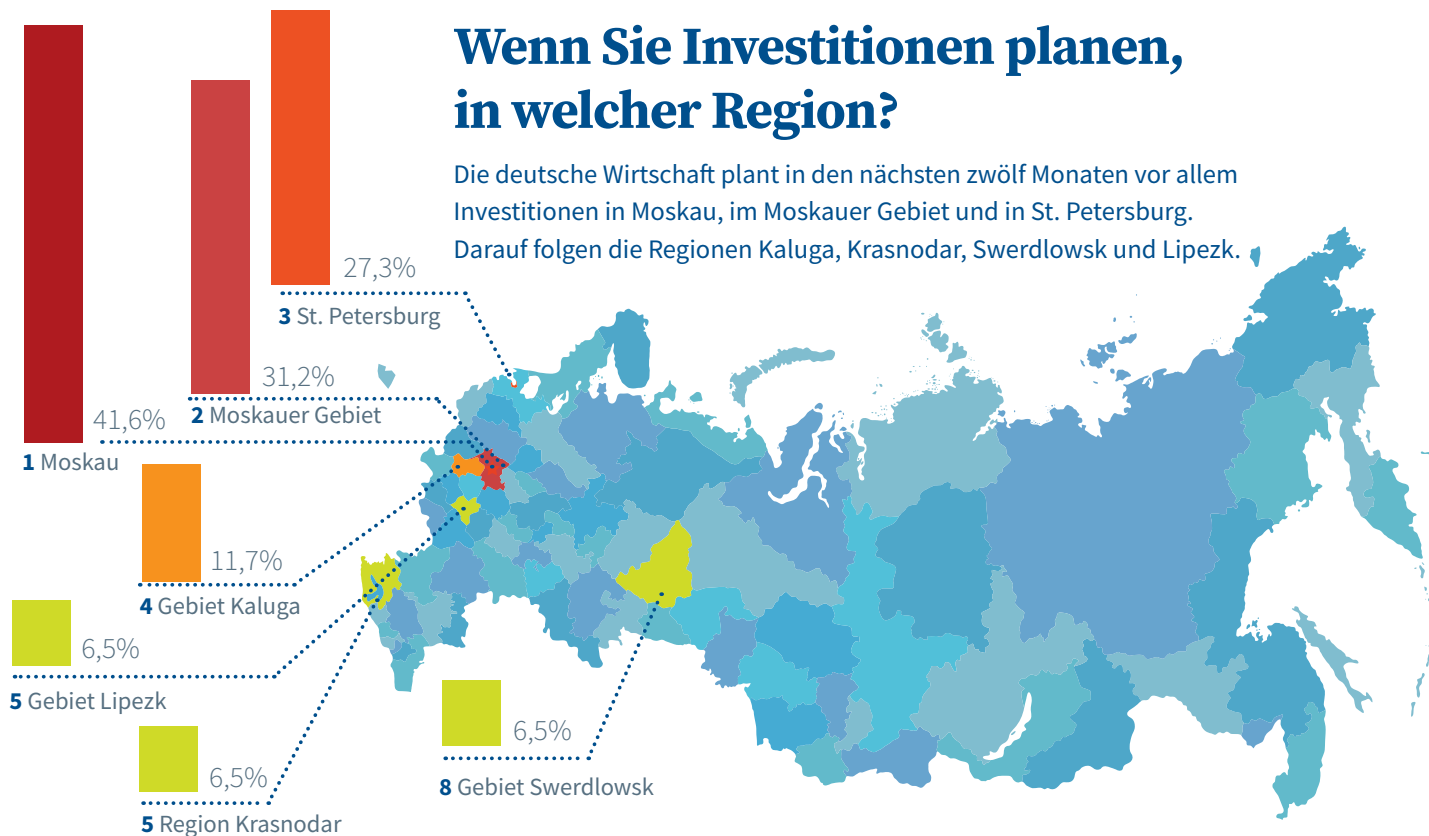 Wenn Sie Investitionen planen,
in welcher Region?
Die deutsche Wirtschaft plant in den nächsten zwölf Monaten vor allem
Investitionen in Moskau, im Moskauer Gebiet und in St. Petersburg.
Darauf folgen die Regionen Kaluga, Krasnodar, Swerdlowsk und Lipezk.
27,3%
3 St. Petersburg
31,2%
2 Moskauer Gebiet
41,6%
1 Moskau
11,7%
4 Gebiet Kaluga
6,5%
5 Gebiet Lipezk
6,5%
5 Region Krasnodar
6,5%
8 Gebiet Swerdlowsk